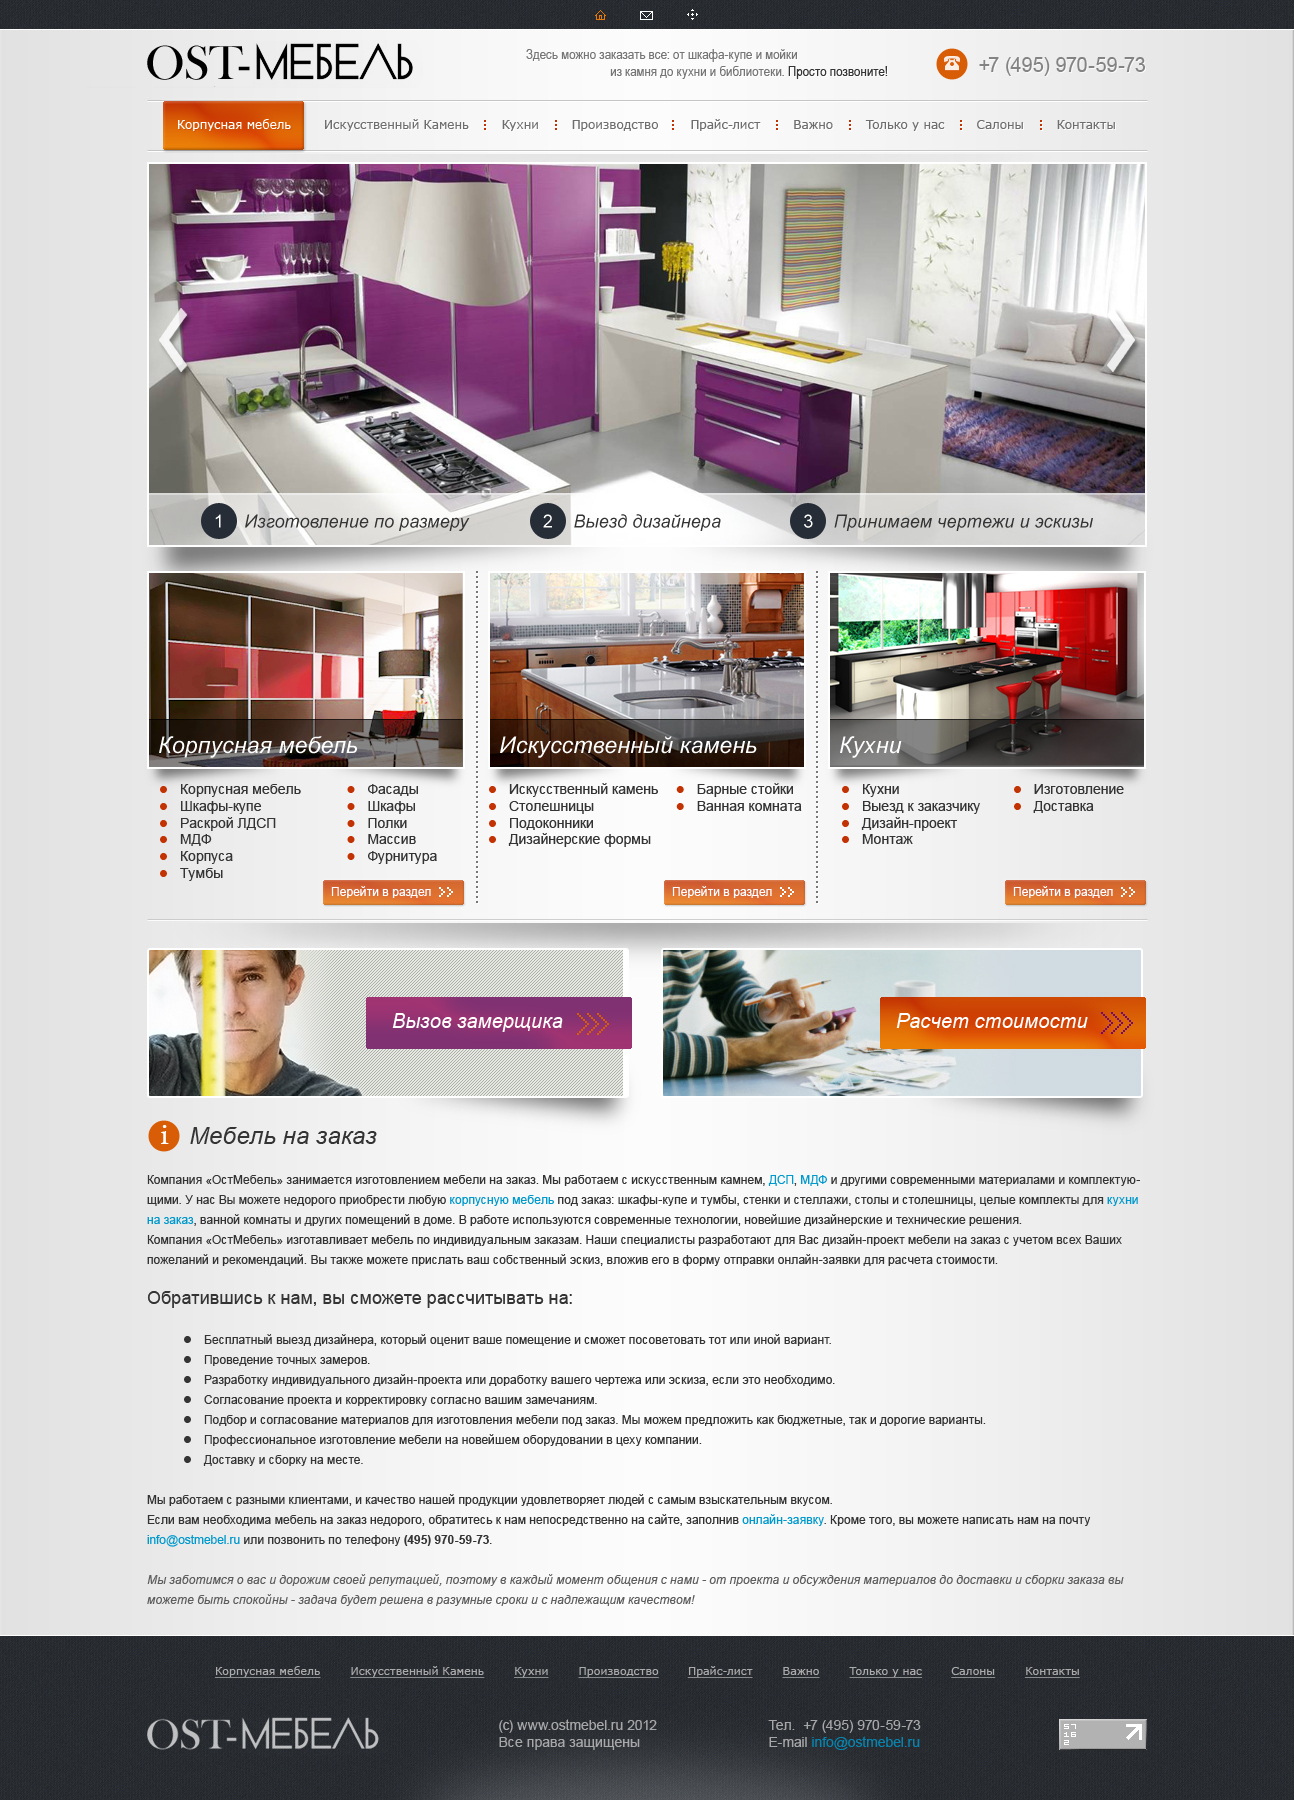 OST-МЕБЕЛЬ
Здесь можно заказать все: от шкафа-купе и мойки
из камня до кухни и библиотеки. Просто позвоните!
+7 (495) 970-59-73
Корпусная мебель Искусственный Камень Кухни Производство Прайс-лист Важно Только у нас Салоны Контакты
1 Изготовление по размеру 2 Выезд дизайнера 3 Принимаем чертежи и эскизы
Корпусная мебель
Корпусная мебель
Шкафы-купе
Раскрой ЛДСП
МДФ
Корпуса
Тумбы
Фасады
Шкафы
Полки
Массив
Фурнитура
Перейти в раздел
Искусственный камень
Искусственный камень
Столешницы
Подоконники
Дизайнерские формы
Барные стойки
Ванная комната
Перейти в раздел
Кухни
Кухни
Выезд к заказчику
Дизайн-проект
Монтаж
Изготовление
Доставка
Перейти в раздел
Вызов замерщика
Расчет стоимости
i Мебель на заказ
Компания «ОстМебель» занимается изготовлением мебели на заказ. Мы работаем с искусственным камнем, ДСП, МДФ и другими современными материалами и комплектую-
щими. У нас Вы можете недорого приобрести любую корпусную мебель под заказ: шкафы-купе и тумбы, стенки и стеллажи, столы и столешницы, целые комплекты для кухни
на заказ, ванной комнаты и других помещений в доме. В работе используются современные технологии, новейшие дизайнерские и технические решения.
Компания «ОстМебель» изготавливает мебель по индивидуальным заказам. Наши специалисты разработают для Вас дизайн-проект мебели на заказ с учетом всех Ваших
пожеланий и рекомендаций. Вы также можете прислать ваш собственный эскиз, вложив его в форму отправки онлайн-заявки для расчета стоимости.
Обратившись к нам, вы сможете рассчитывать на:
Бесплатный выезд дизайнера, который оценит ваше помещение и сможет посоветовать тот или иной вариант.
Проведение точных замеров.
Разработку индивидуального дизайн-проекта или доработку вашего чертежа или эскиза, если это необходимо.
Согласование проекта и корректировку согласно вашим замечаниям.
Подбор и согласование материалов для изготовления мебели под заказ. Мы можем предложить как бюджетные, так и дорогие варианты.
Профессиональное изготовление мебели на новейшем оборудовании в цеху компании.
Доставку и сборку на месте.
Мы работаем с разными клиентами, и качество нашей продукции удовлетворяет людей с самым взыскательным вкусом.
Если вам необходима мебель на заказ недорого, обратитесь к нам непосредственно на сайте, заполнив онлайн-заявку. Кроме того, вы можете написать нам на почту
info@ostmebel.ru или позвонить по телефону (495) 970-59-73.
Мы заботимся о вас и дорожим своей репутацией, поэтому в каждый момент общения с нами - от проекта и обсуждения материалов до доставки и сборки заказа вы
можете быть спокойны - задача будет решена в разумные сроки и с надлежащим качеством!
Корпусная мебель Искусственный Камень Кухни Производство Прайс-лист Важно Только у нас Салоны Контакты
OST-МЕБЕЛЬ
(c) www.ostmebel.ru 2012
Все права защищены
Тел. +7 (495) 970-59-73
E-mail info@ostmebel.ru
57
16
2